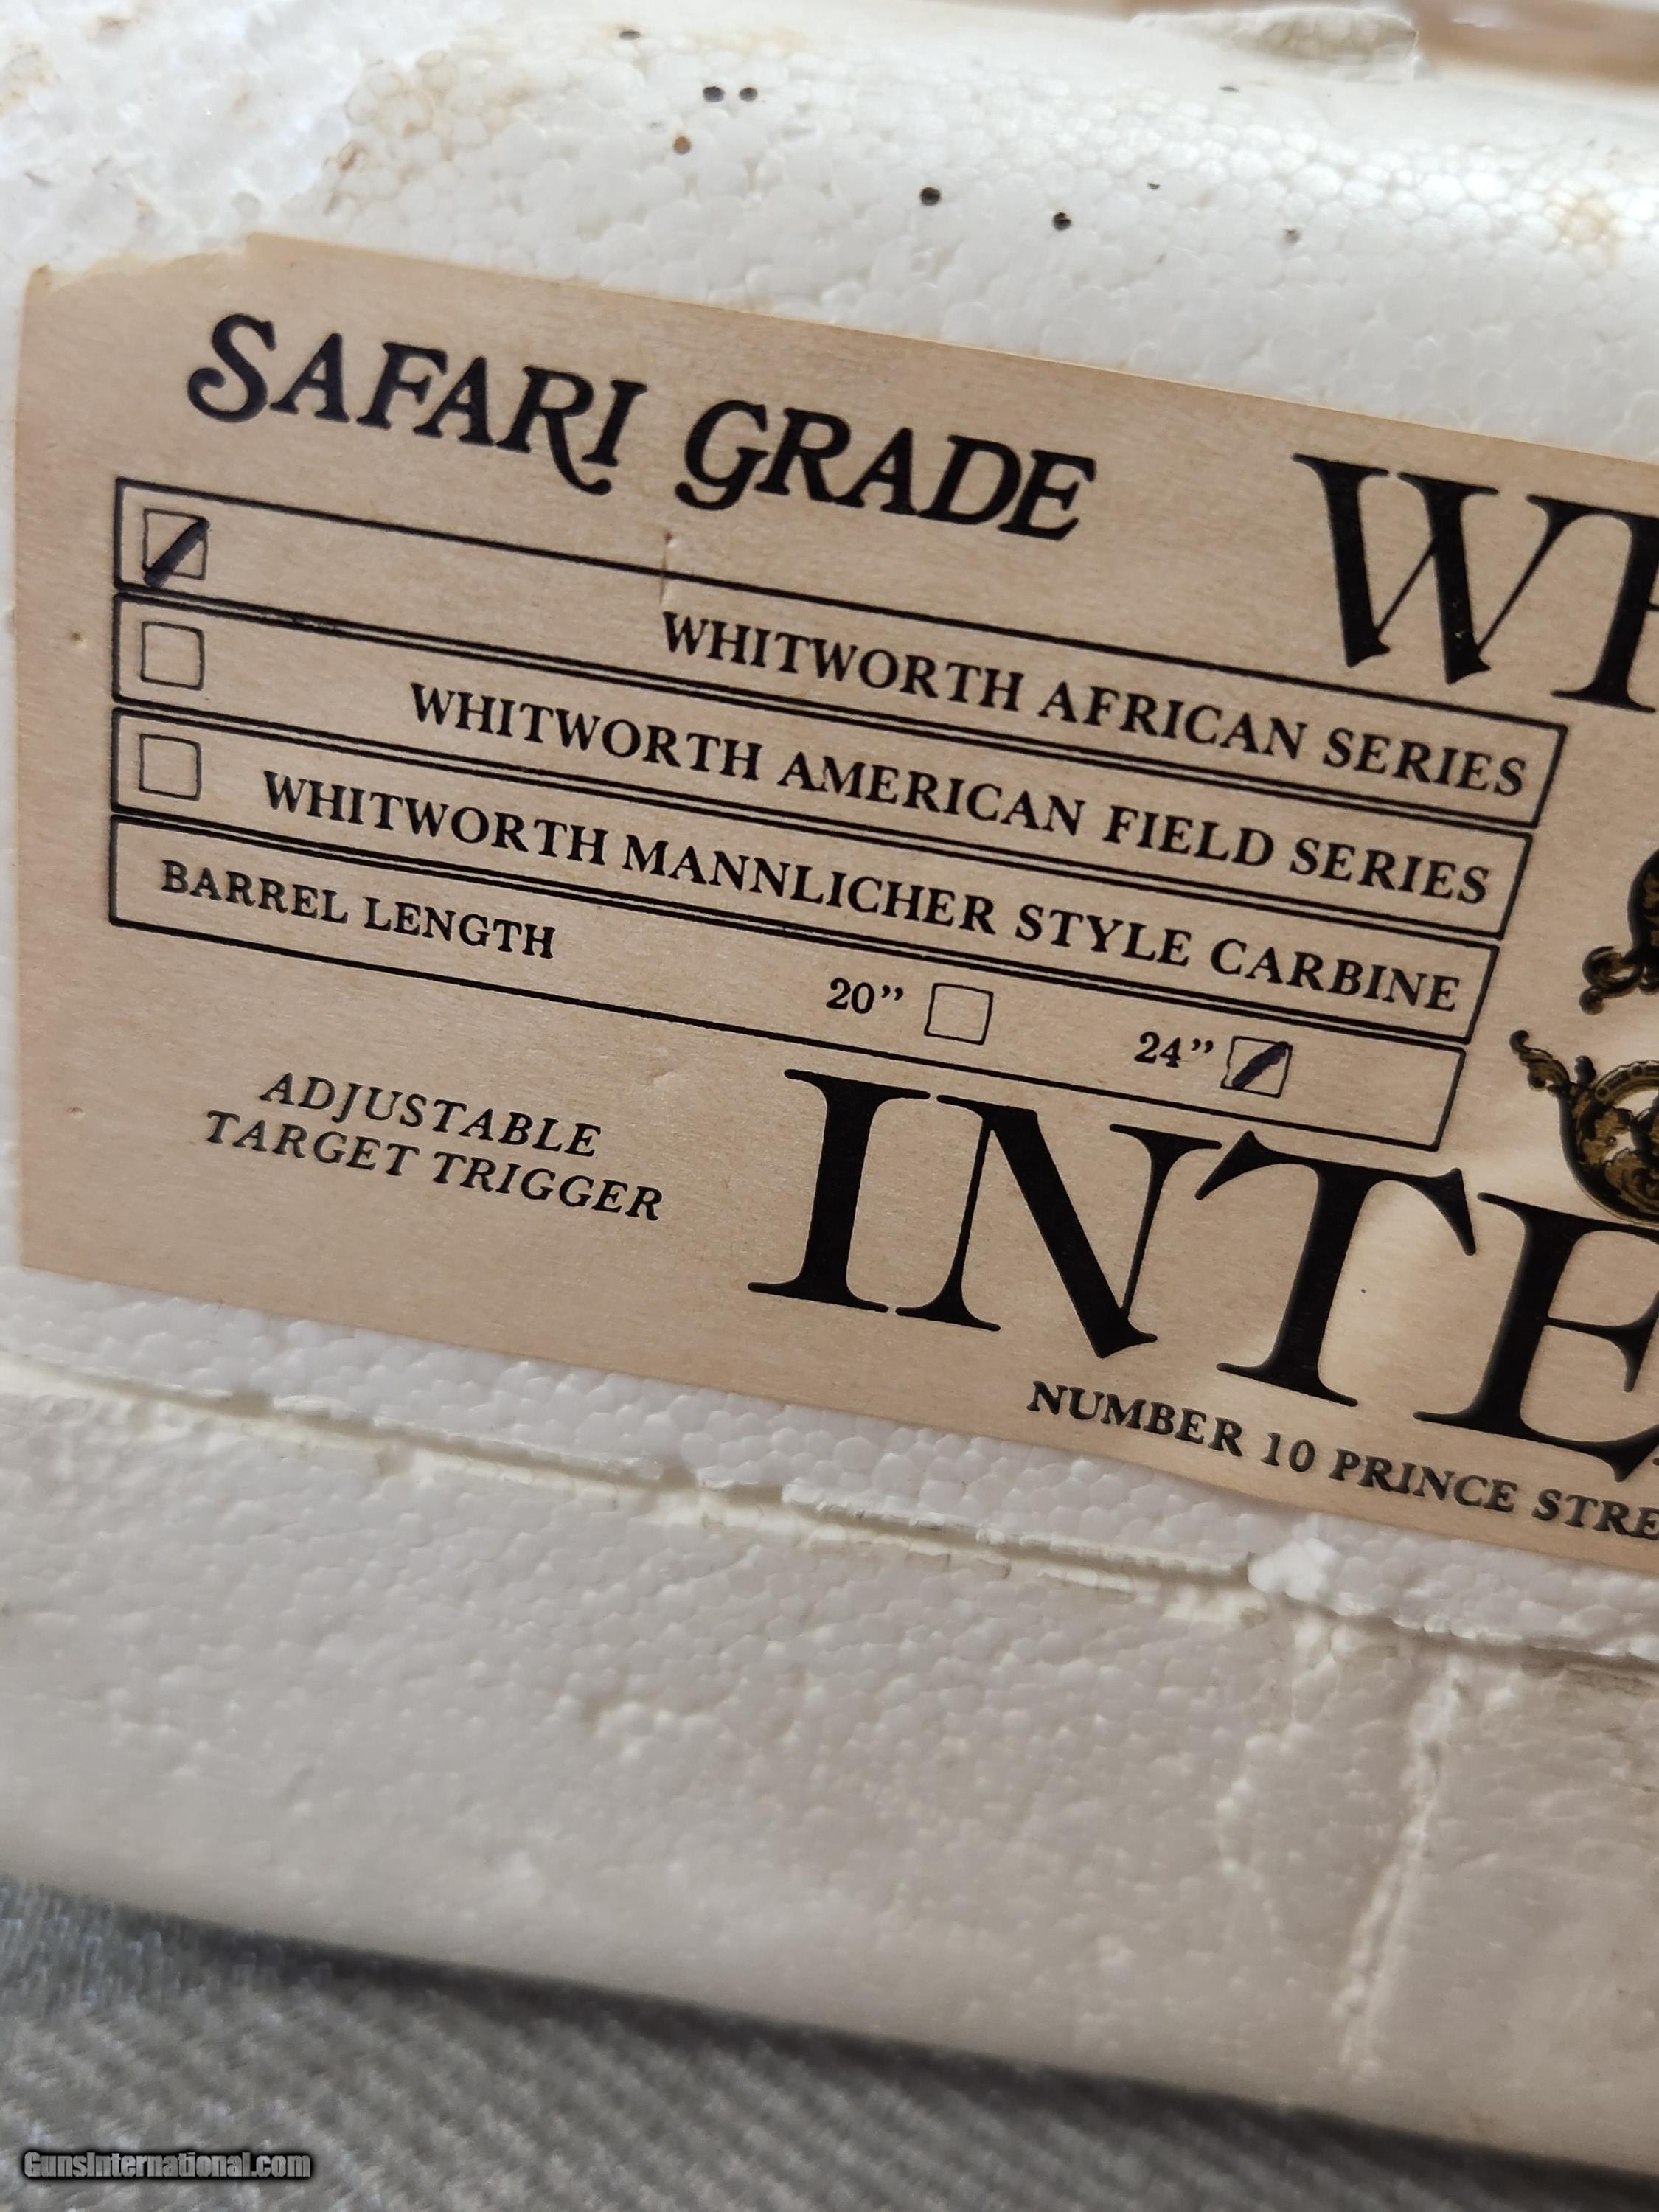 SAFARI GRADE
WHITWORTH AFRICAN SERIES
WHITWORTH AMERICAN FIELD SERIES
WHITWORTH MANNLICHER STYLE CARBINE
BARREL LENGTH 20” 24”
ADJUSTABLE
TARGET TRIGGER
WH
INTE
NUMBER 10 PRINCE STRE
GunsInternational.com